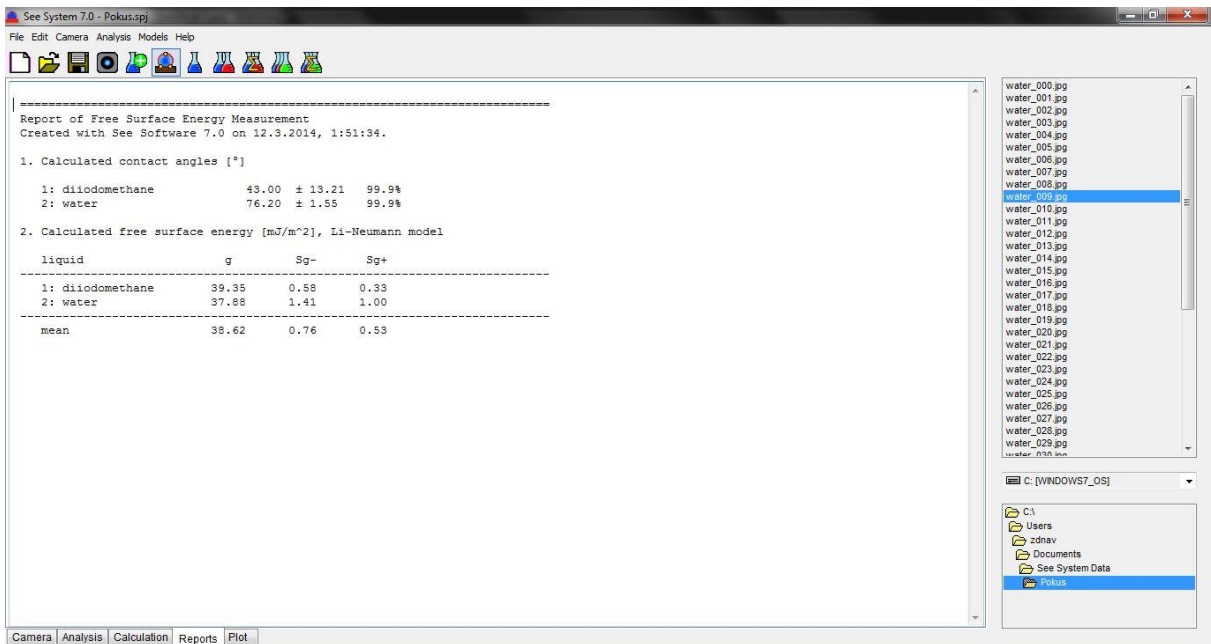 See System 7.0 - Pokus.spj
File Edit Camera Analysis Models Help
===========================================================================
Report of Free Surface Energy Measurement
Created with See Software 7.0 on 12.3.2014, 1:51:34.
1. Calculated contact angles [°]
1: diiodomethane 43.00 ± 13.21 99.9%
2: water 76.20 ± 1.55 99.9%
2. Calculated free surface energy [mJ/m^2], Li-Neumann model
liquid g Sg- Sg+
---------------------------------------------------------------------------
1: diiodomethane 39.35 0.58 0.33
2: water 37.88 1.41 1.00
---------------------------------------------------------------------------
mean 38.62 0.76 0.53
water_000.jpg
water_001.jpg
water_002.jpg
water_003.jpg
water_004.jpg
water_005.jpg
water_006.jpg
water_007.jpg
water_008.jpg
water_009.jpg
water_010.jpg
water_011.jpg
water_012.jpg
water_013.jpg
water_014.jpg
water_015.jpg
water_016.jpg
water_017.jpg
water_018.jpg
water_019.jpg
water_020.jpg
water_021.jpg
water_022.jpg
water_023.jpg
water_024.jpg
water_025.jpg
water_026.jpg
water_027.jpg
water_028.jpg
water_029.jpg
water_030.jpg
C: [WINDOWS7_OS]
C:\
Users
zdnav
Documents
See System Data
Pokus
Camera Analysis Calculation Reports Plot